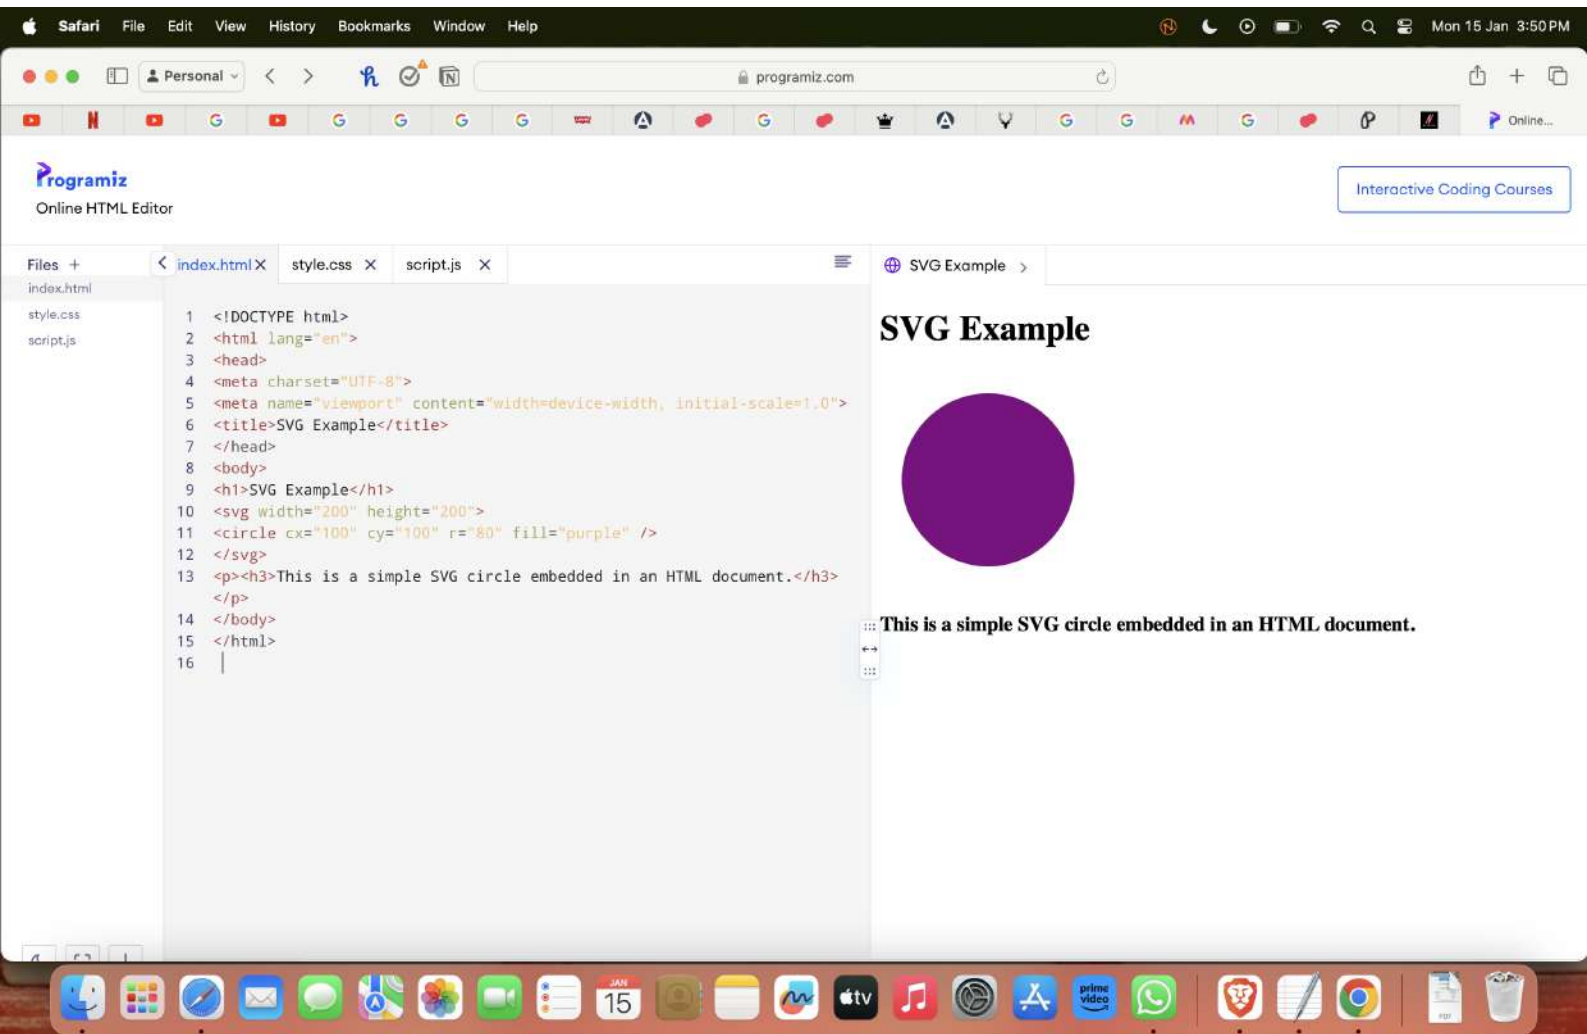 Safari File Edit View History Bookmarks Window Help Mon 15 Jan 3:50 PM
Personal programiz.com
Online...
Programiz
Online HTML Editor
Interactive Coding Courses
Files +
index.html
style.css
script.js
index.html X style.css X script.js X
1 <!DOCTYPE html>
2 <html lang="en">
3 <head>
4 <meta charset="UTF-8">
5 <meta name="viewport" content="width=device-width, initial-scale=1.0">
6 <title>SVG Example</title>
7 </head>
8 <body>
9 <h1>SVG Example</h1>
10 <svg width="200" height="200">
11 <circle cx="100" cy="100" r="80" fill="purple" />
12 </svg>
13 <p><h3>This is a simple SVG circle embedded in an HTML document.</h3>
</p>
14 </body>
15 </html>
16
SVG Example >
SVG Example
This is a simple SVG circle embedded in an HTML document.
JAN
15
tv
prime
video
PDF